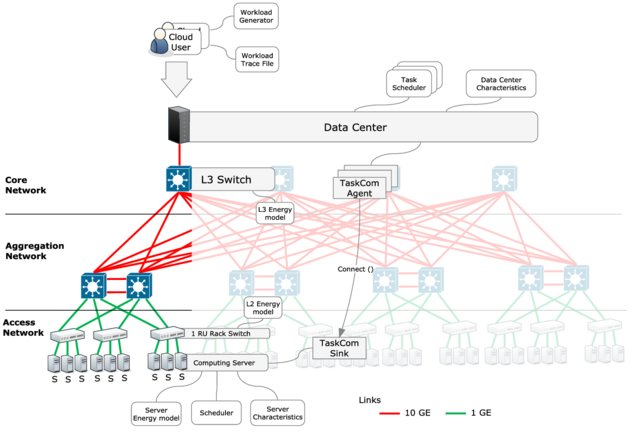 Workload
Generator
Cloud
User
Workload
Trace File
Task
Scheduler
Data Center
Characteristics
Data Center
Core
Network
L3 Switch
TaskCom
Agent
L3 Energy
model
Aggregation
Network
Connect ()
L2 Energy
model
Access
Network
1 RU Rack Switch
TaskCom
Sink
Computing Server
S S S S S
Server
Energy model
Scheduler
Server
Characteristics
Links
10 GE
1 GE